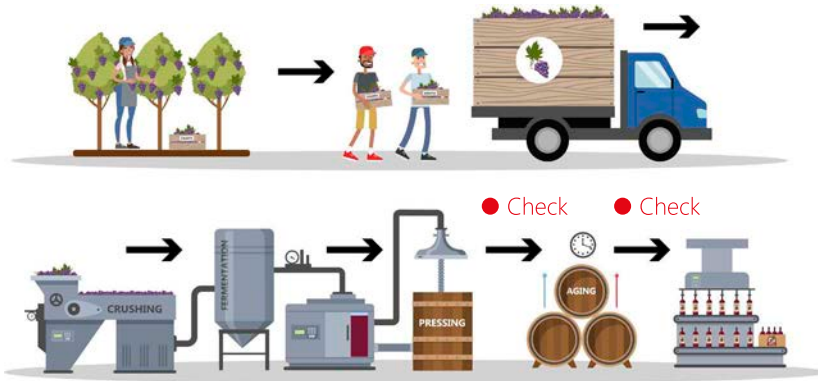 Check
Check
CRUSHING
FERMENTATION
PRESSING
AGING